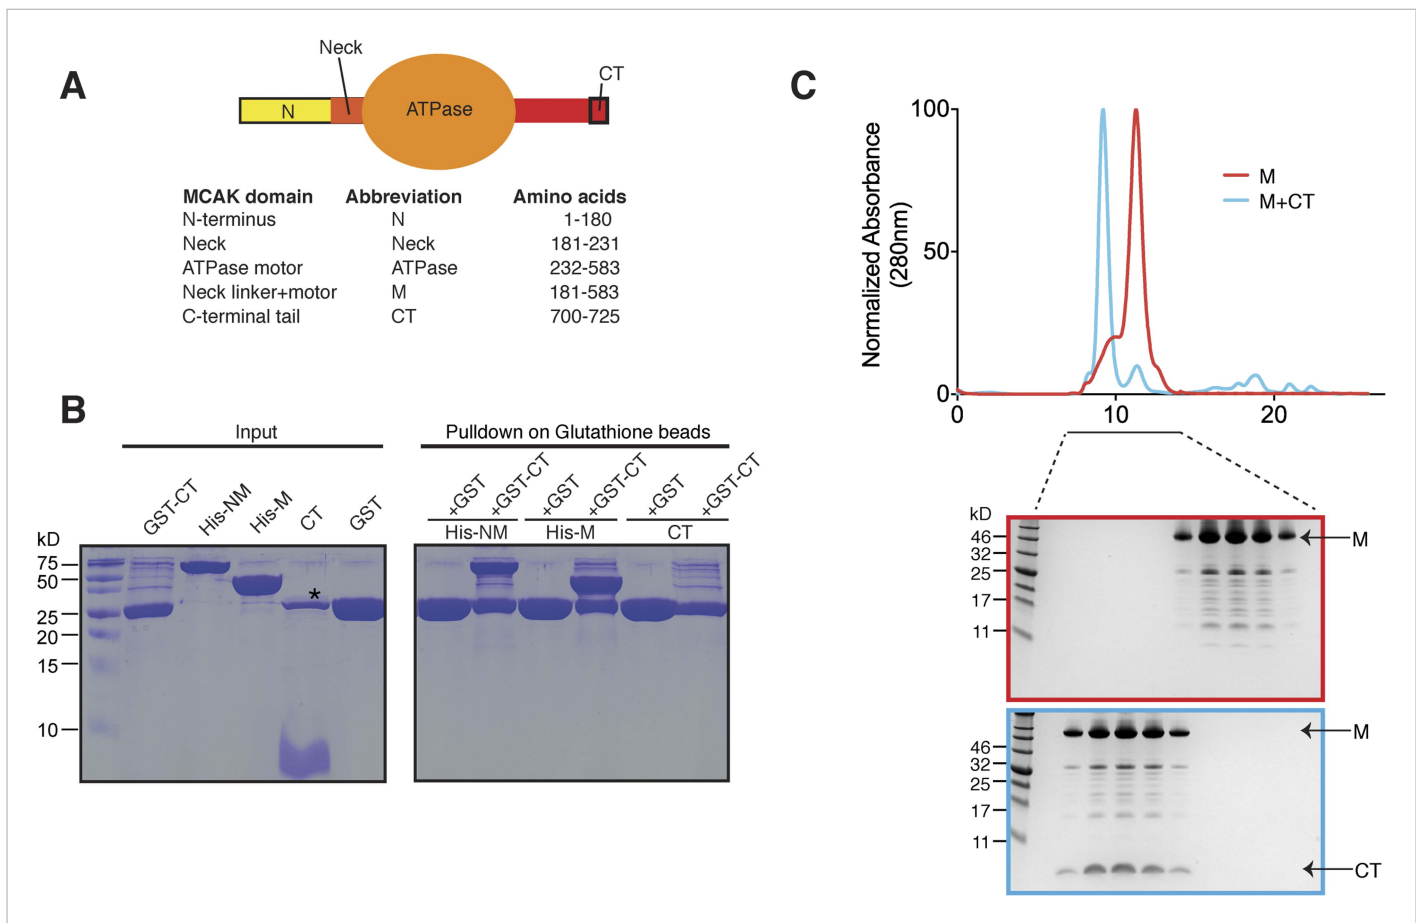 A
Neck
CT
N
ATPase
MCAK domain Abbreviation Amino acids
N-terminus N 1-180
Neck Neck 181-231
ATPase motor ATPase 232-583
Neck linker+motor M 181-583
C-terminal tail CT 700-725
B
Input
Pulldown on Glutathione beads
GST-CT
His-NM
His-M
CT
GST
+GST
+GST-CT
+GST
+GST-CT
+GST
+GST-CT
His-NM His-M CT
kD
75
50
25
20
15
10
*
C
Normalized Absorbance
(280nm)
100
50
0
0 10 20
M
M+CT
kD
46
32
25
17
11
M
46
32
25
17
11
M
CT